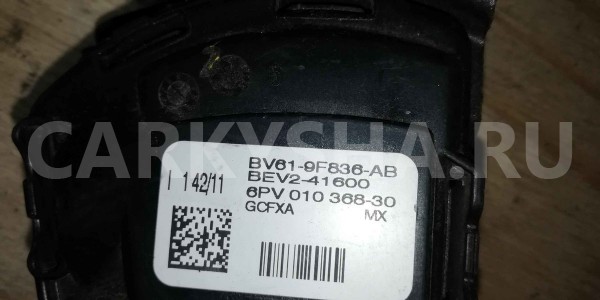 CARKYSHA.RU
BV61-9F836-AB
BEV2-41600
I 142/11
6PV 010 368-30
GCFXA MX